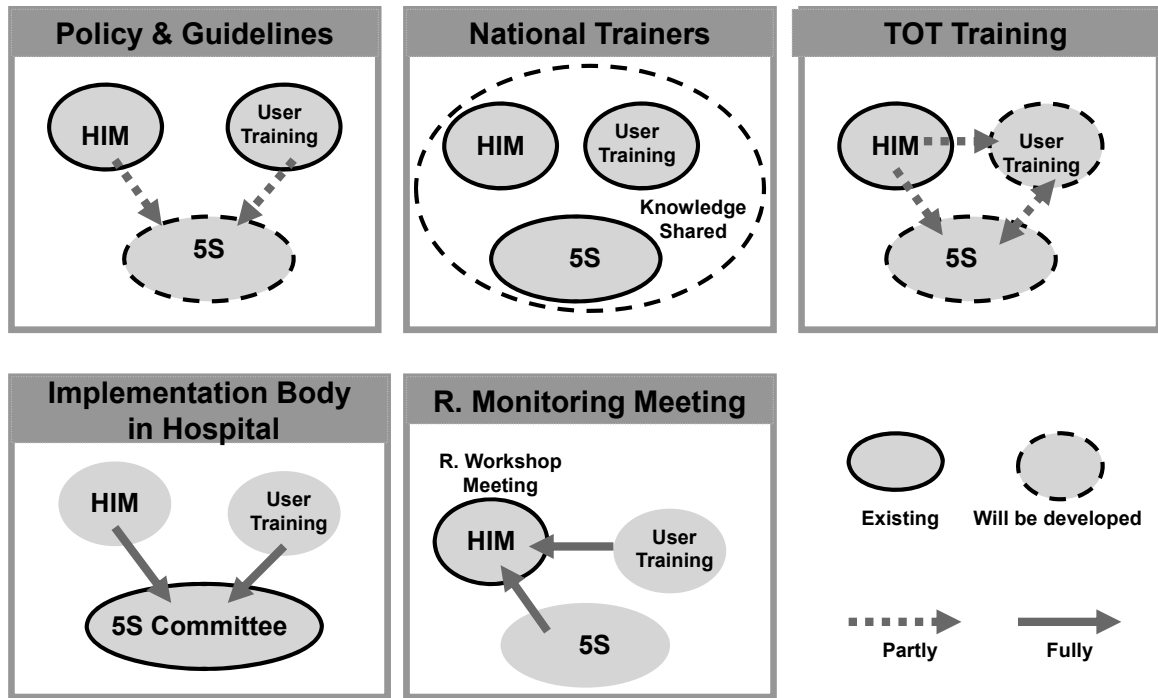 Policy & Guidelines
HIM
User
Training
5S
National Trainers
HIM
User
Training
Knowledge
Shared
5S
TOT Training
HIM
User
Training
5S
Implementation Body
in Hospital
HIM
User
Training
5S Committee
R. Monitoring Meeting
R. Workshop
Meeting
HIM
User
Training
5S
Existing
Will be developed
Partly
Fully